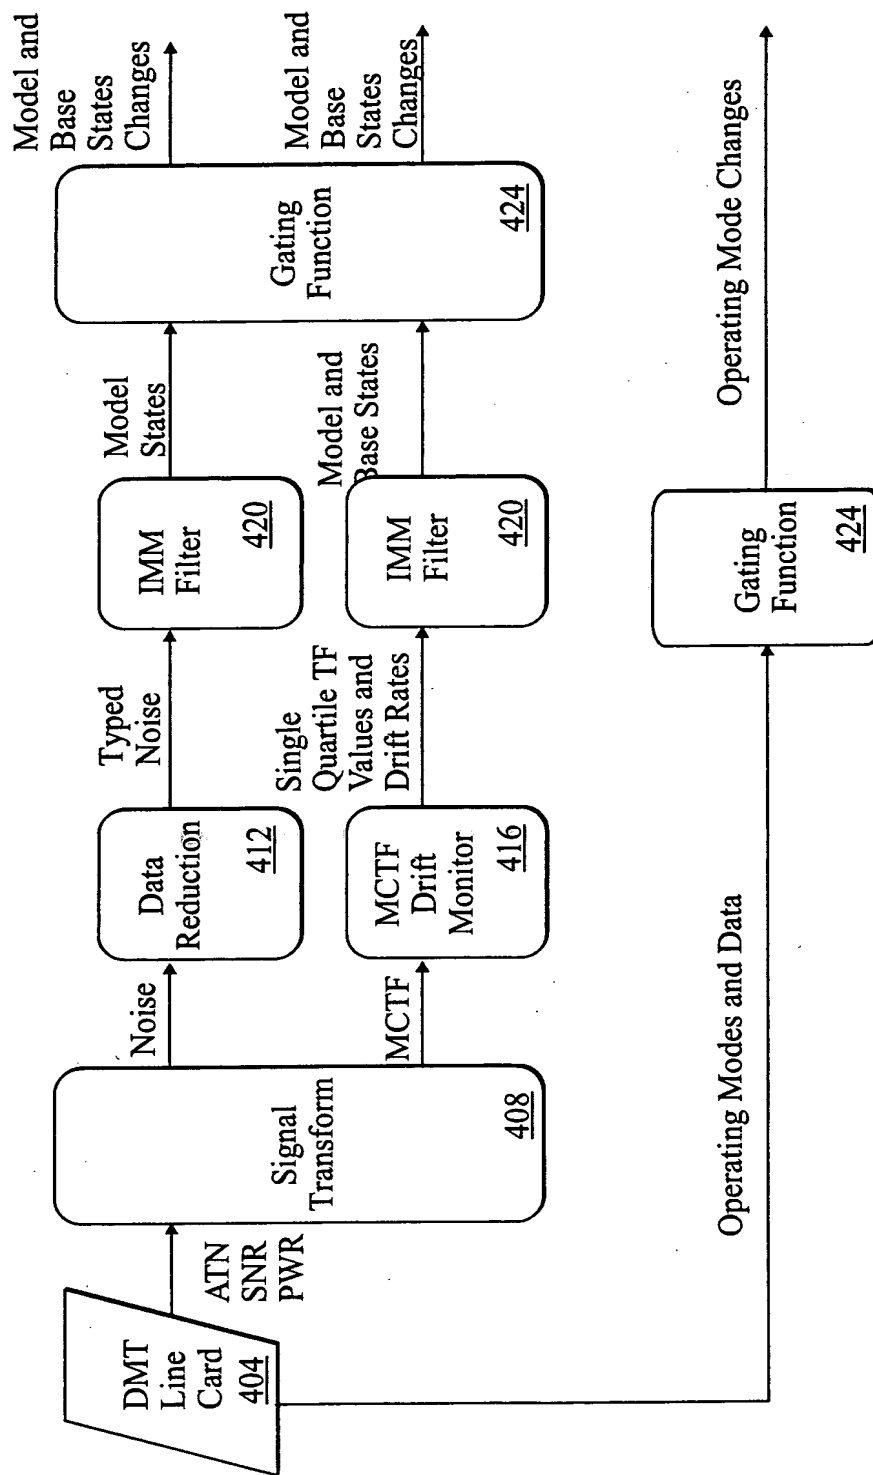 DMT
Line
Card
404
ATN
SNR
PWR
Signal
Transform
408
Noise
MCTF
Data
Reduction
412
MCTF
Drift
Monitor
416
Typed
Noise
Single
Quartile TF
Values and
Drift Rates
IMM
Filter
420
IMM
Filter
420
Model
States
Model and
Base States
Gating
Function
424
Model and
Base
States
Changes
Model and
Base
States
Changes
Operating Modes and Data
Gating
Function
424
Operating Mode Changes